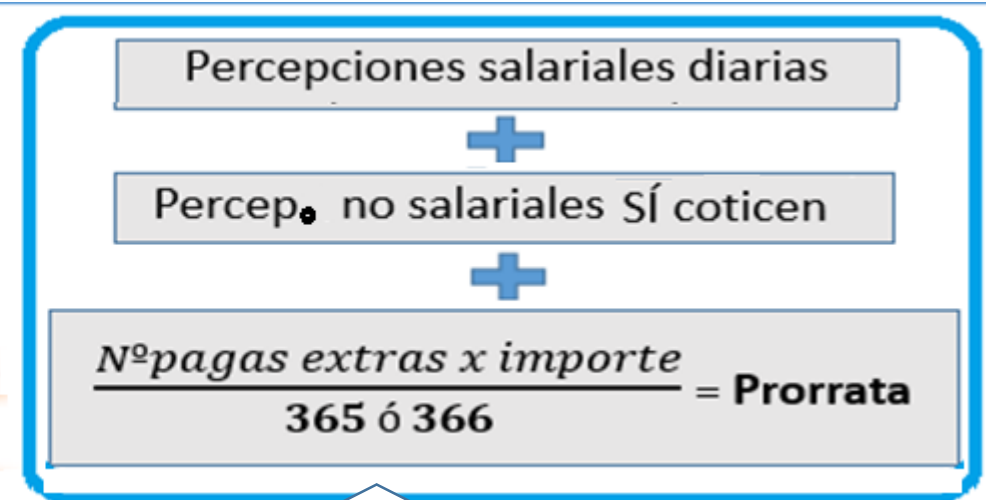 Percepciones salariales diarias
Percep. no salariales SÍ coticen
Nºpagas extras x importe
365 ó 366
= Prorrata